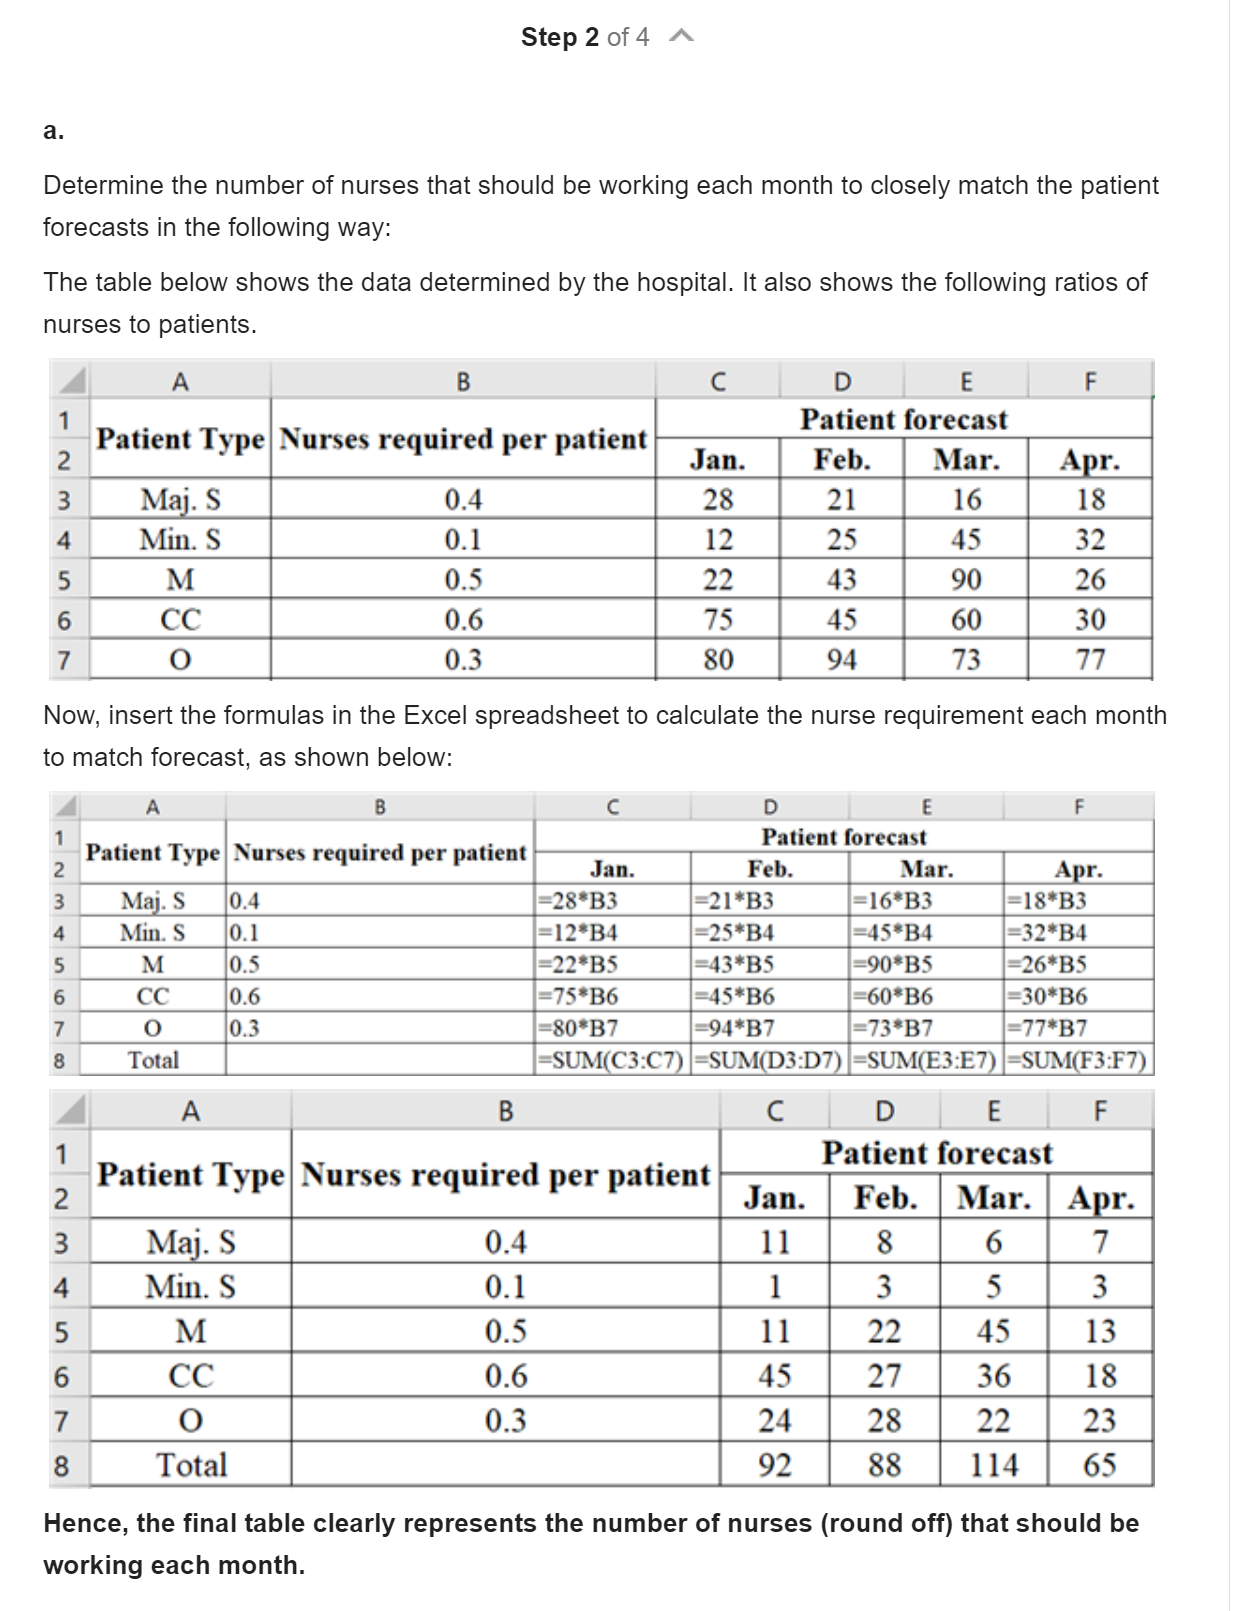 Step 2 of 4
a.
Determine the number of nurses that should be working each month to closely match the patient
forecasts in the following way:
The table below shows the data determined by the hospital. It also shows the following ratios of
nurses to patients.
A B C D E F
1 Patient forecast
Patient Type Nurses required per patient
2 Jan. Feb. Mar. Apr.
3 Maj. S 0.4 28 21 16 18
4 Min. S 0.1 12 25 45 32
5 M 0.5 22 43 90 26
6 CC 0.6 75 45 60 30
7 O 0.3 80 94 73 77
Now, insert the formulas in the Excel spreadsheet to calculate the nurse requirement each month
to match forecast, as shown below:
A B C D E F
1 Patient forecast
Patient Type Nurses required per patient
2 Jan. Feb. Mar. Apr.
3 Maj. S 0.4 =28*B3 =21*B3 =16*B3 =18*B3
4 Min. S 0.1 =12*B4 =25*B4 =45*B4 =32*B4
5 M 0.5 =22*B5 =43*B5 =90*B5 =26*B5
6 CC 0.6 =75*B6 =45*B6 =60*B6 =30*B6
7 O 0.3 =80*B7 =94*B7 =73*B7 =77*B7
8 Total =SUM(C3:C7) =SUM(D3:D7) =SUM(E3:E7) =SUM(F3:F7)
A B C D E F
1 Patient forecast
Patient Type Nurses required per patient
2 Jan. Feb. Mar. Apr.
3 Maj. S 0.4 11 8 6 7
4 Min. S 0.1 1 3 5 3
5 M 0.5 11 22 45 13
6 CC 0.6 45 27 36 18
7 O 0.3 24 28 22 23
8 Total 92 88 114 65
Hence, the final table clearly represents the number of nurses (round off) that should be
working each month.